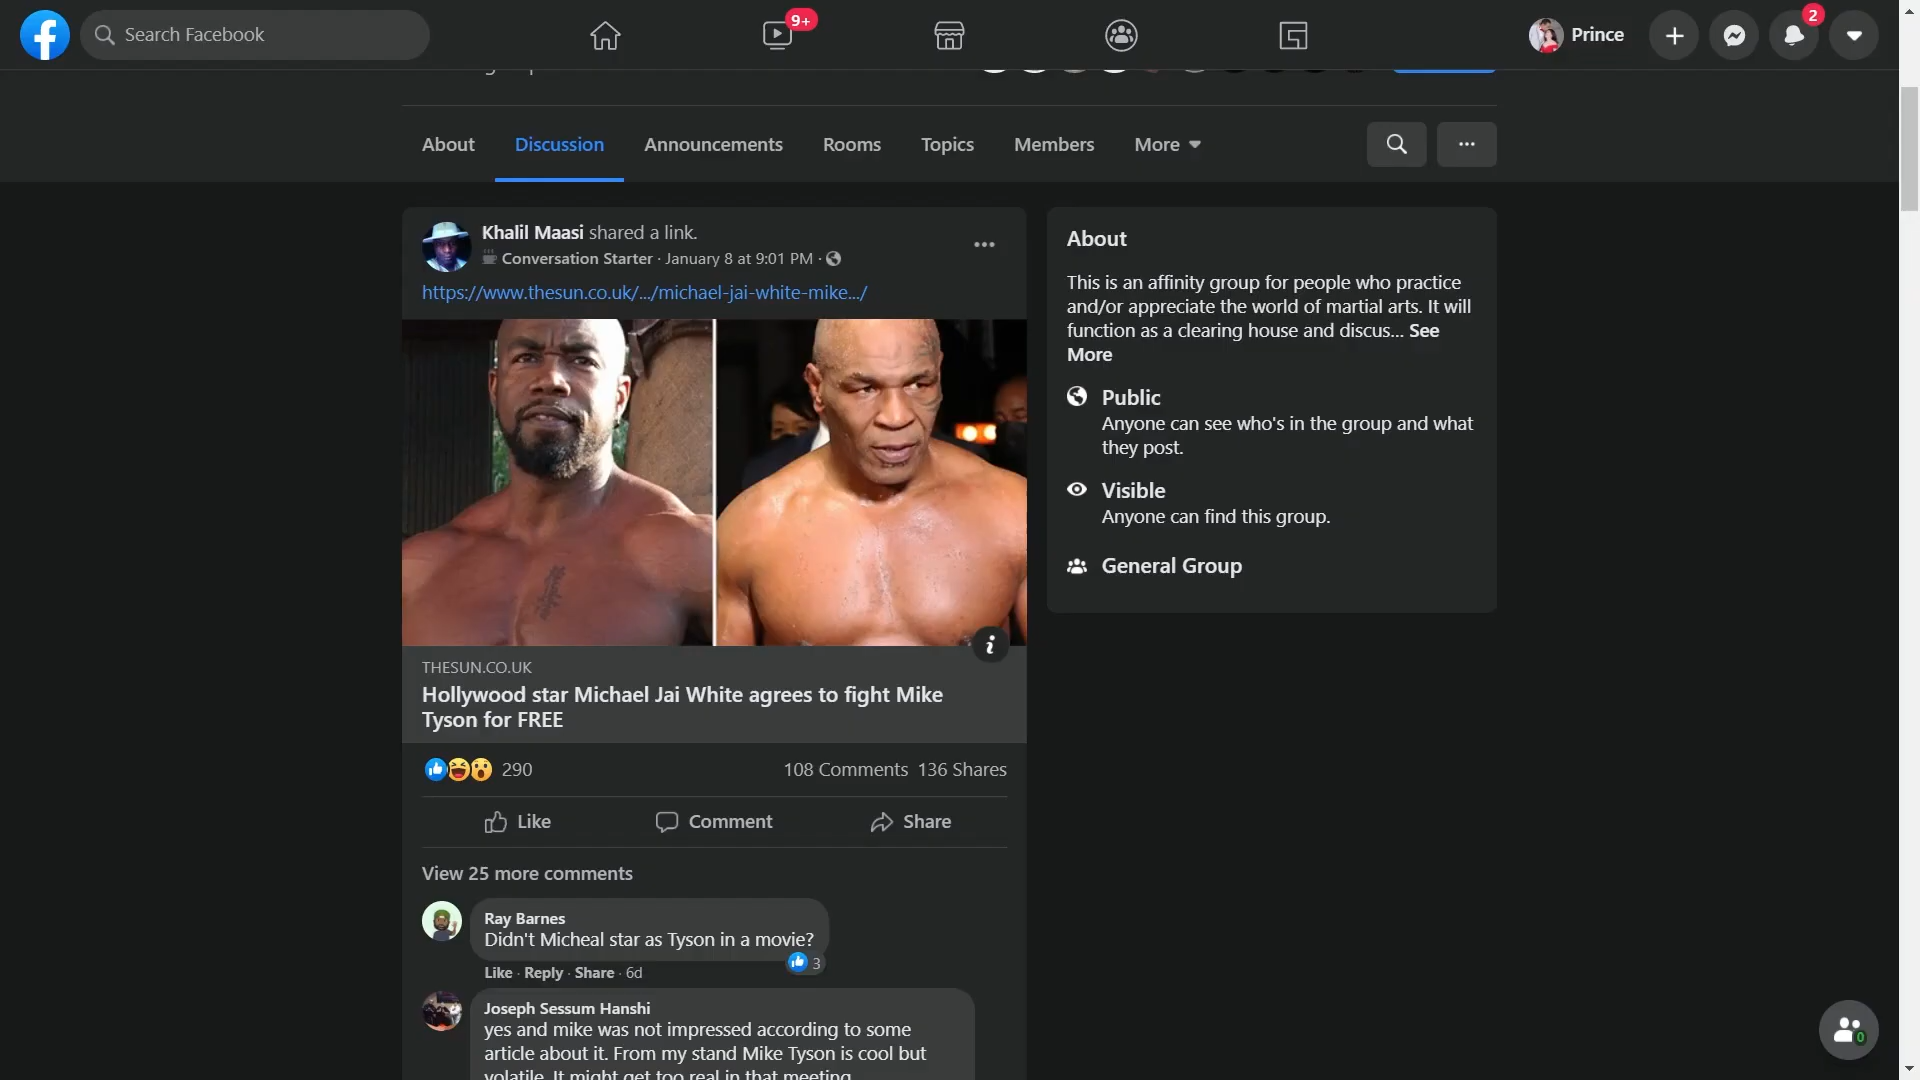 Search Facebook
9+
Prince
2
About
Discussion
Announcements
Rooms
Topics
Members
More
Khalil Maasi shared a link.
Conversation Starter · January 8 at 9:01 PM ·
https://www.thesun.co.uk/.../michael-jai-white-mike.../
THESUN.CO.UK
Hollywood star Michael Jai White agrees to fight Mike
Tyson for FREE
290
108 Comments 136 Shares
Like
Comment
Share
View 25 more comments
Ray Barnes
Didn't Micheal star as Tyson in a movie?
3
Like · Reply · Share · 6d
Joseph Sessum Hanshi
yes and mike was not impressed according to some
article about it. From my stand Mike Tyson is cool but
volatile. It might get too real in that meeting
About
This is an affinity group for people who practice
and/or appreciate the world of martial arts. It will
function as a clearing house and discus... See
More
Public
Anyone can see who's in the group and what
they post.
Visible
Anyone can find this group.
General Group
0